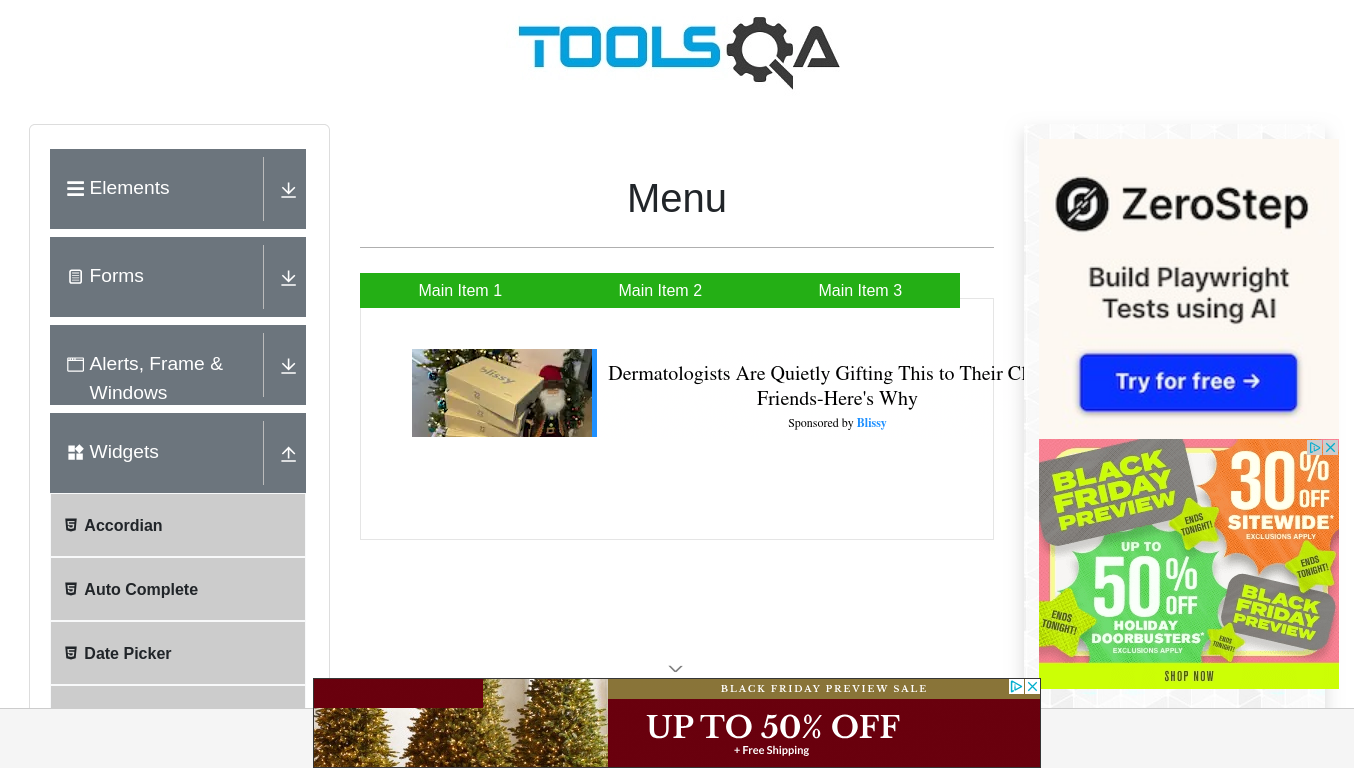 TOOLSQA
Elements
Forms
Alerts, Frame &
Windows
Widgets
Accordian
Auto Complete
Date Picker
Menu
Main Item 1
Main Item 2
Main Item 3
blissy
Dermatologists Are Quietly Gifting This to Their
Friends-Here's Why
Sponsored by Blissy
ZeroStep
Build Playwright
Tests using AI
Try for free →
BLACK
FRIDAY
PREVIEW
ENDS
TONIGHT!
30%
OFF
SITEWIDE*
EXCLUSIONS APPLY
UP TO
50%
OFF
HOLIDAY
DOORBUSTERS*
EXCLUSIONS APPLY
ENDS
TONIGHT!
BLACK
FRIDAY
PREVIEW
ENDS
TONIGHT!
ENDS
TONIGHT!
SHOP NOW
BLACK FRIDAY PREVIEW SALE
UP TO 50% OFF
+ Free Shipping